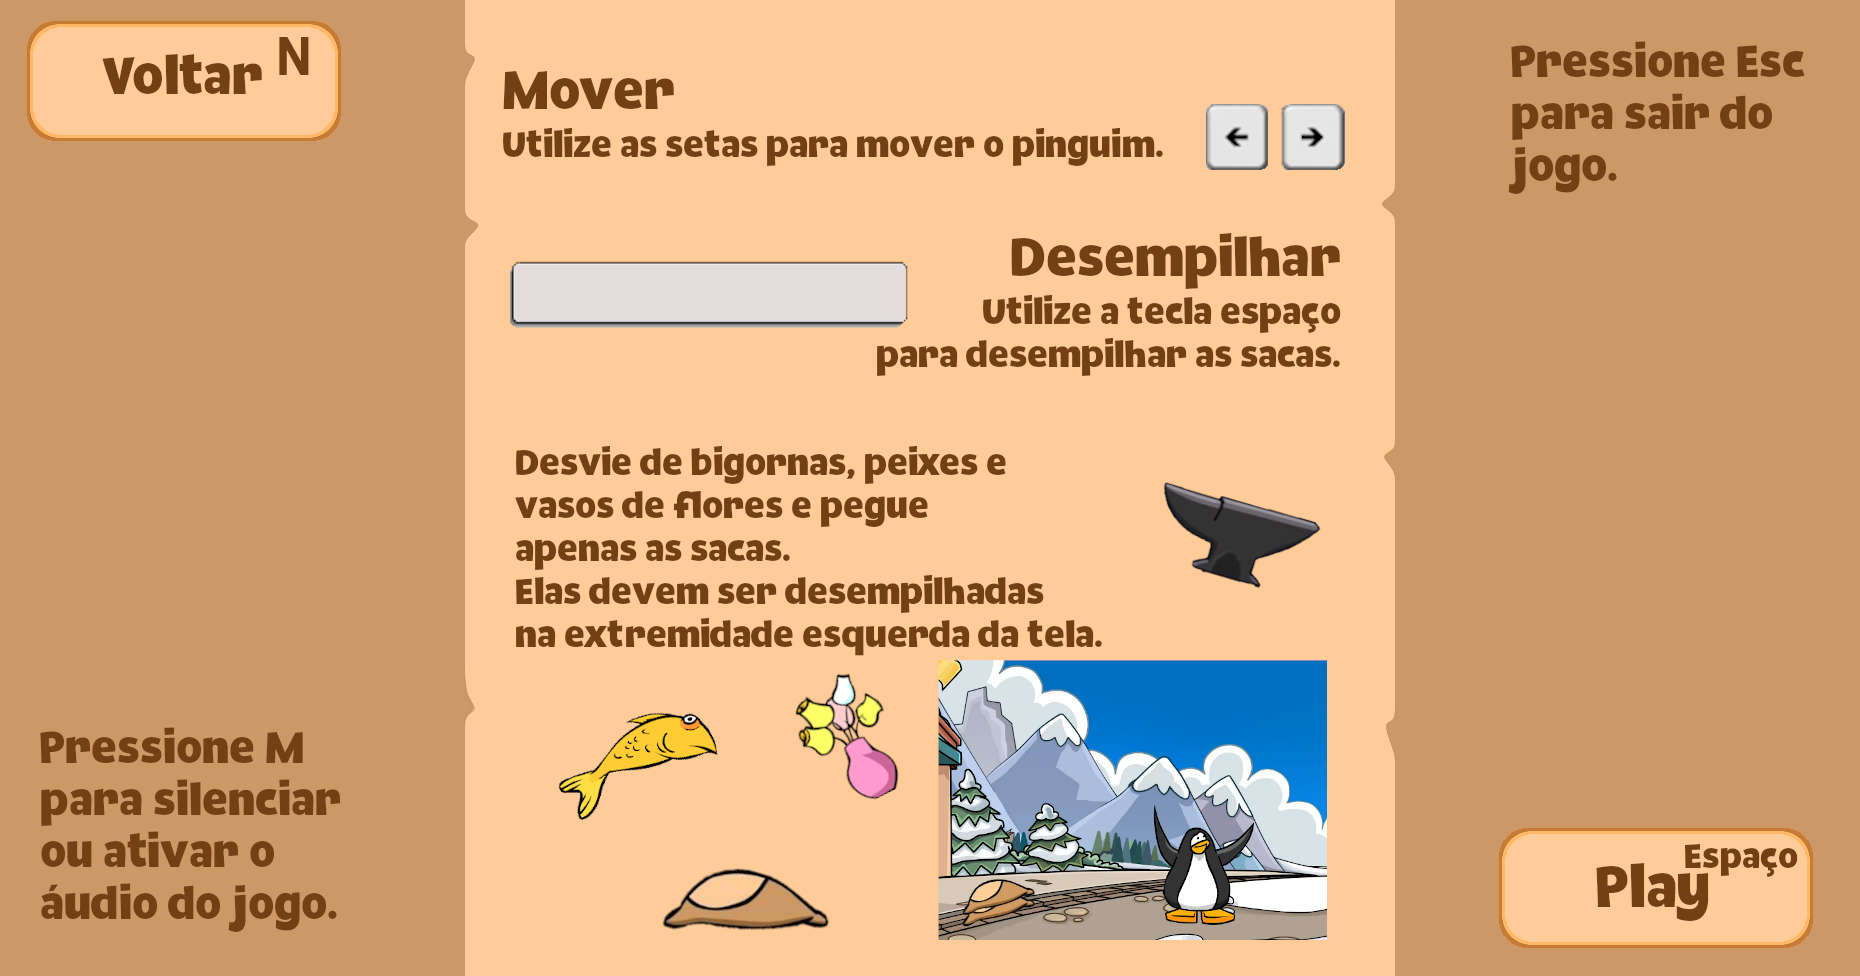 Voltar N
Mover
Utilize as setas para mover o pinguim.
Pressione Esc
para sair do
jogo.
Desempilhar
Utilize a tecla espaço
para desempilhar as sacas.
Desvie de bigornas, peixes e
vasos de flores e pegue
apenas as sacas.
Elas devem ser desempilhadas
na extremidade esquerda da tela.
Pressione M
para silenciar
ou ativar o
áudio do jogo.
Espaço
Play